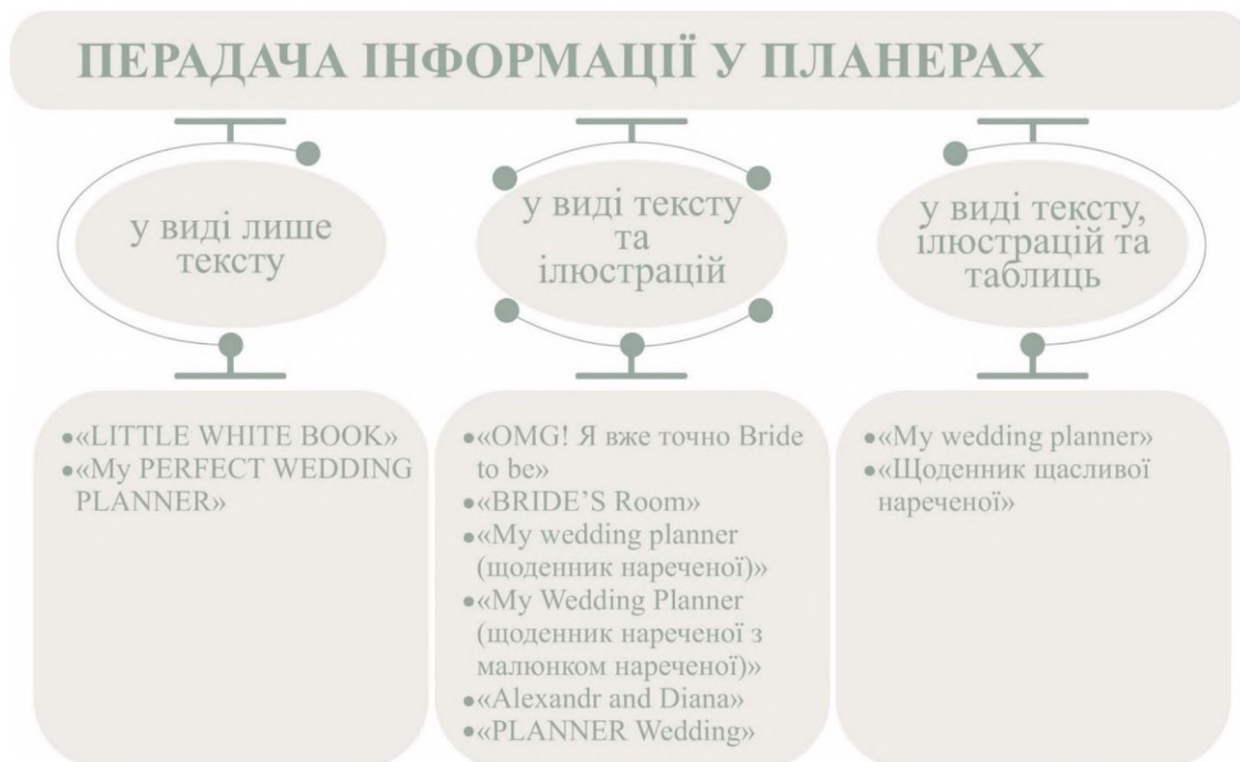 ПЕРАДАЧА ІНФОРМАЦІЇ У ПЛАНЕРАХ
у виді лише
тексту
у виді тексту
та
ілюстрацій
у виді тексту,
ілюстрацій та
таблиць
•«LITTLE WHITE BOOK»
•«My PERFECT WEDDING
PLANNER»
•«OMG! Я вже точно Bride
to be»
•«BRIDE’S Room»
•«My wedding planner
(щоденник нареченої)»
•«My Wedding Planner
(щоденник нареченої з
малюнком нареченої)»
•«Alexandr and Diana»
•«PLANNER Wedding»
•«My wedding planner»
•«Щоденник щасливої
нареченої»